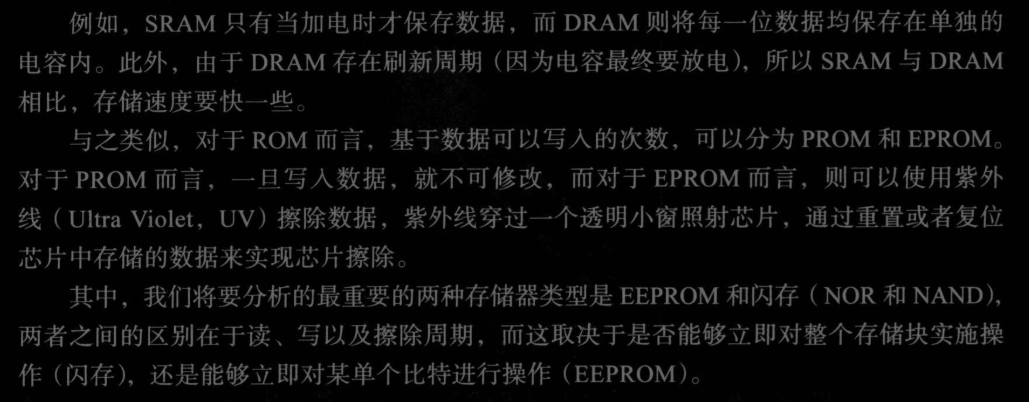 例如，SRAM 只有当加电时才保存数据，而 DRAM 则将每一位数据均保存在单独的
电容内。此外，由于 DRAM 存在刷新周期（因为电容最终要放电），所以 SRAM 与 DRAM
相比，存储速度要快一些。
与之类似，对于 ROM 而言，基于数据可以写入的次数，可以分为 PROM 和 EPROM。
对于 PROM 而言，一旦写入数据，就不可修改，而对于 EPROM 而言，则可以使用紫外
线（Ultra Violet，UV）擦除数据，紫外线穿过一个透明小窗照射芯片，通过重置或者复位
芯片中存储的数据来实现芯片擦除。
其中，我们将要分析的最重要的两种存储器类型是 EEPROM 和闪存（NOR 和 NAND），
两者之间的区别在于读、写以及擦除周期，而这取决于是否能够立即对整个存储块实施操
作（闪存），还是能够立即对某单个比特进行操作（EEPROM）。